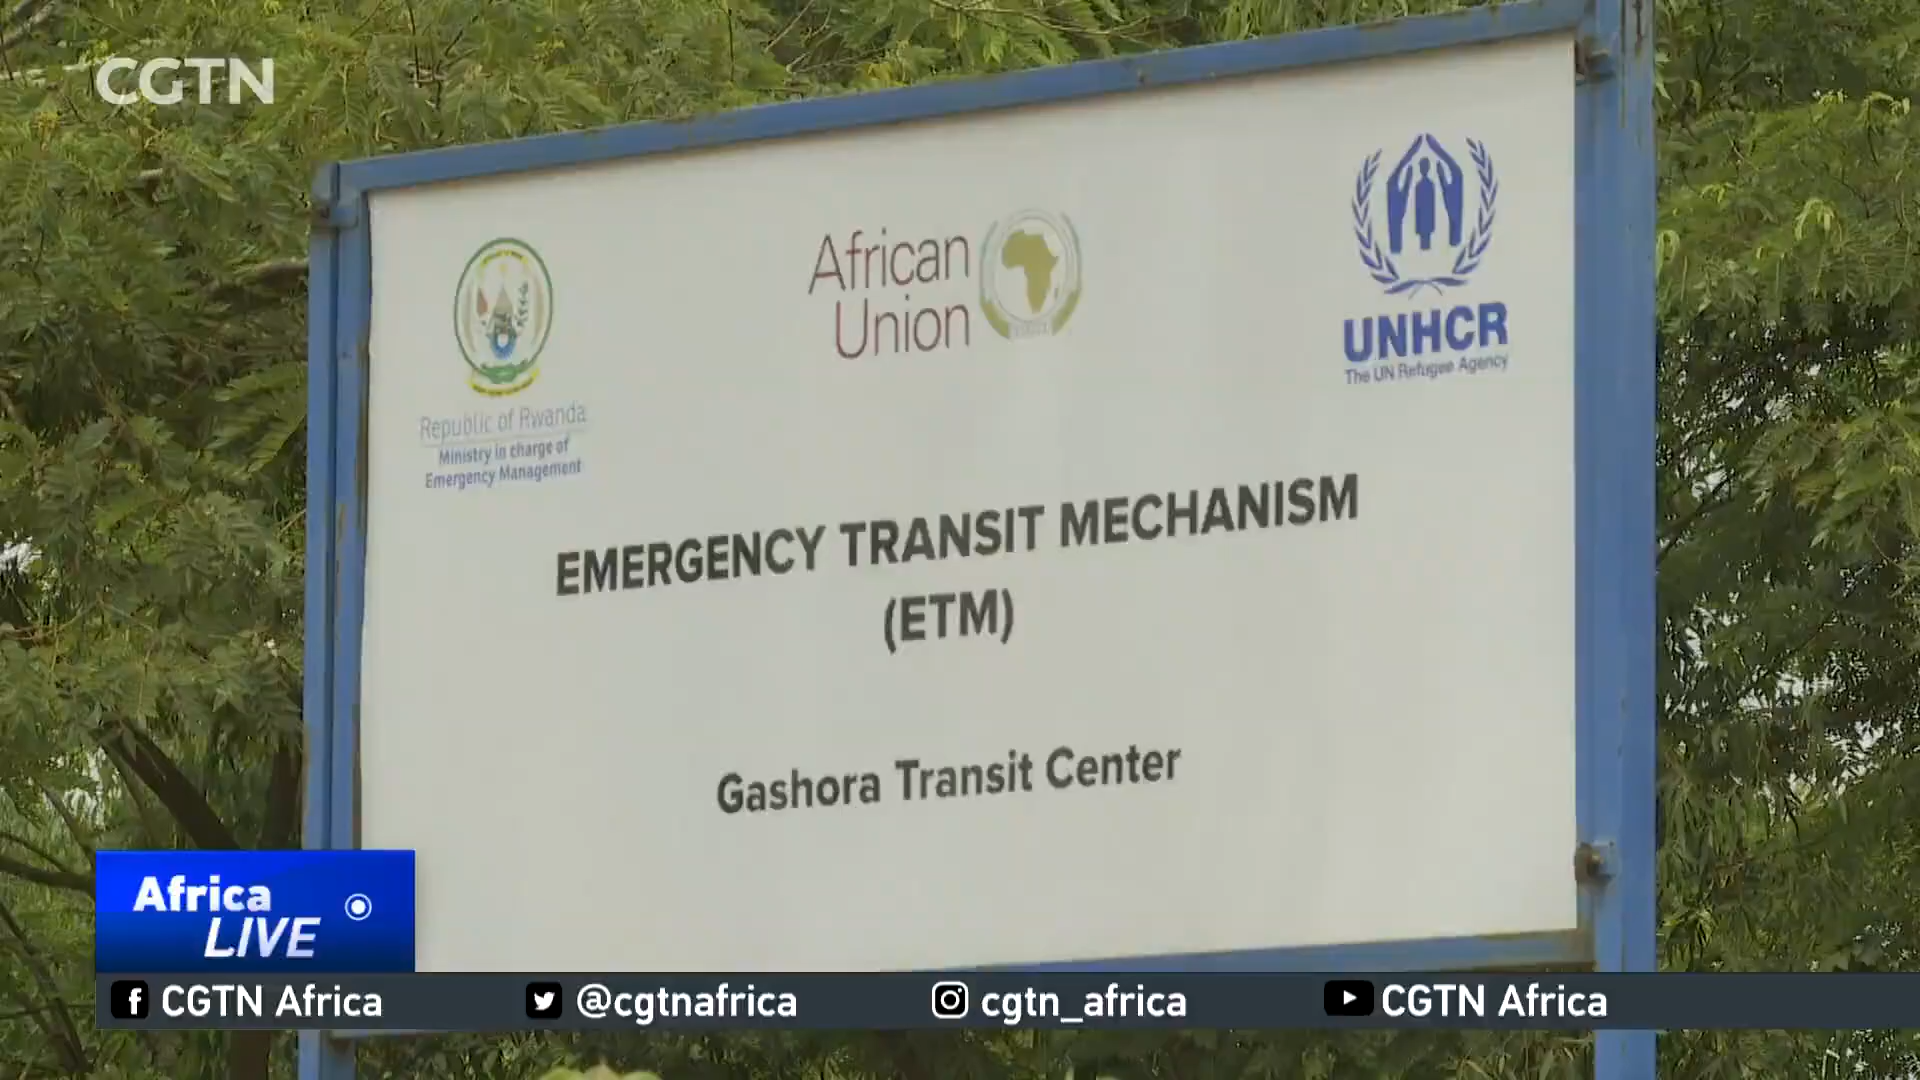 CGTN
African
Union
UNHCR
The UN Refugee Agency
Republic of Rwanda
Ministry in charge of
Emergency Management
EMERGENCY TRANSIT MECHANISM
(ETM)
Gashora Transit Center
Africa
LIVE
CGTN Africa
@cgtnafrica
cgtn_africa
CGTN Africa